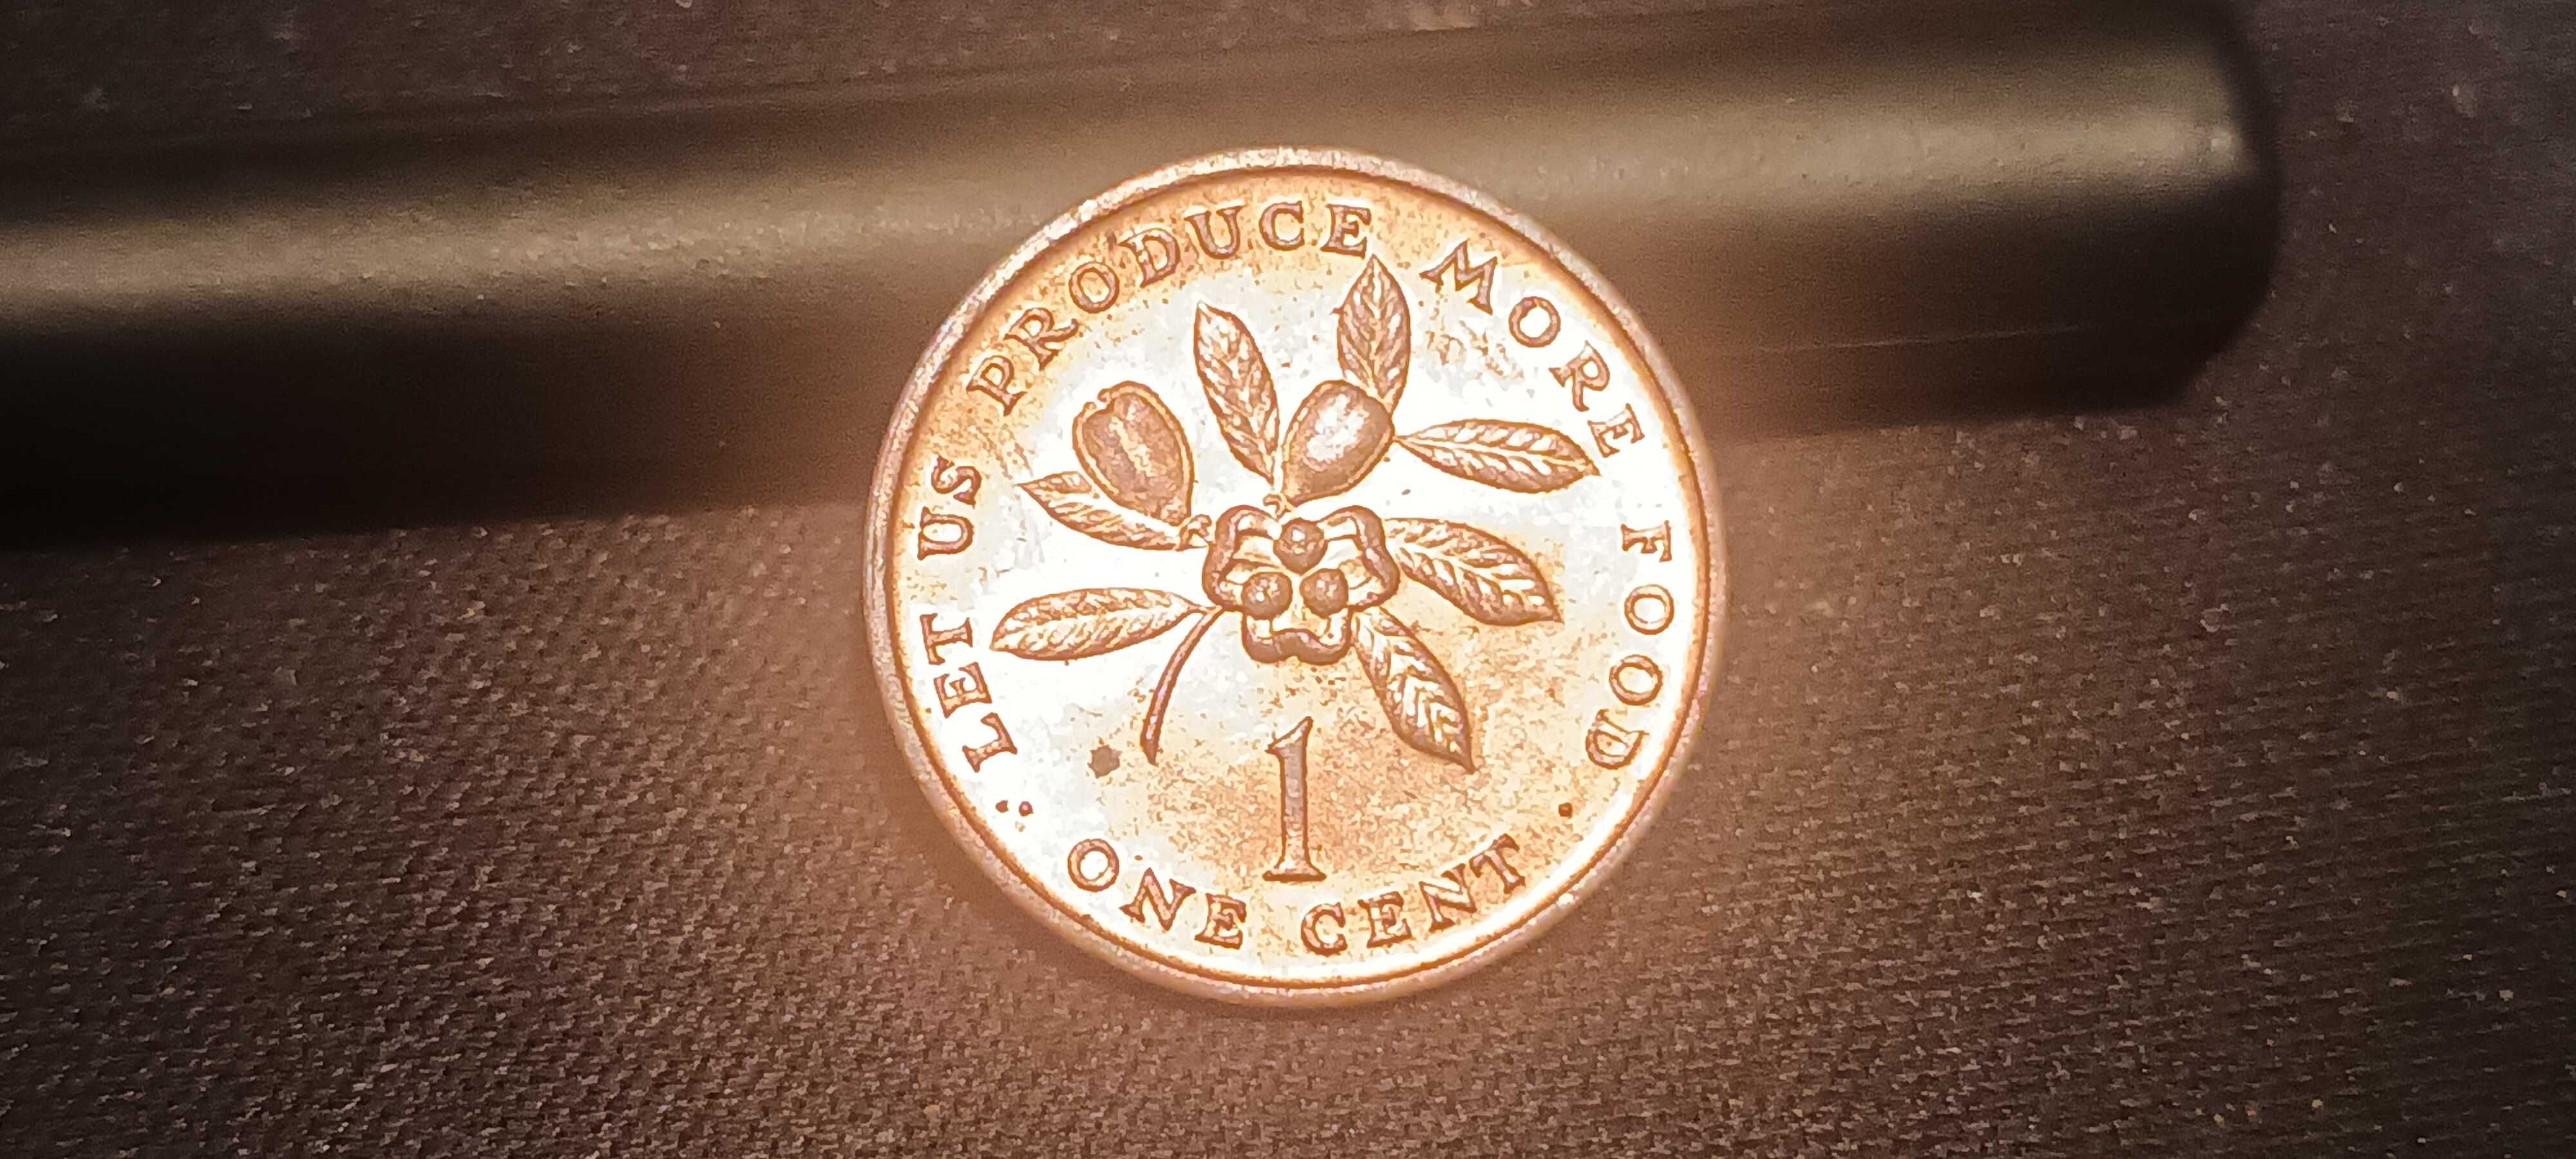 LET US PRODUCE MORE FOOD
1
ONE CENT